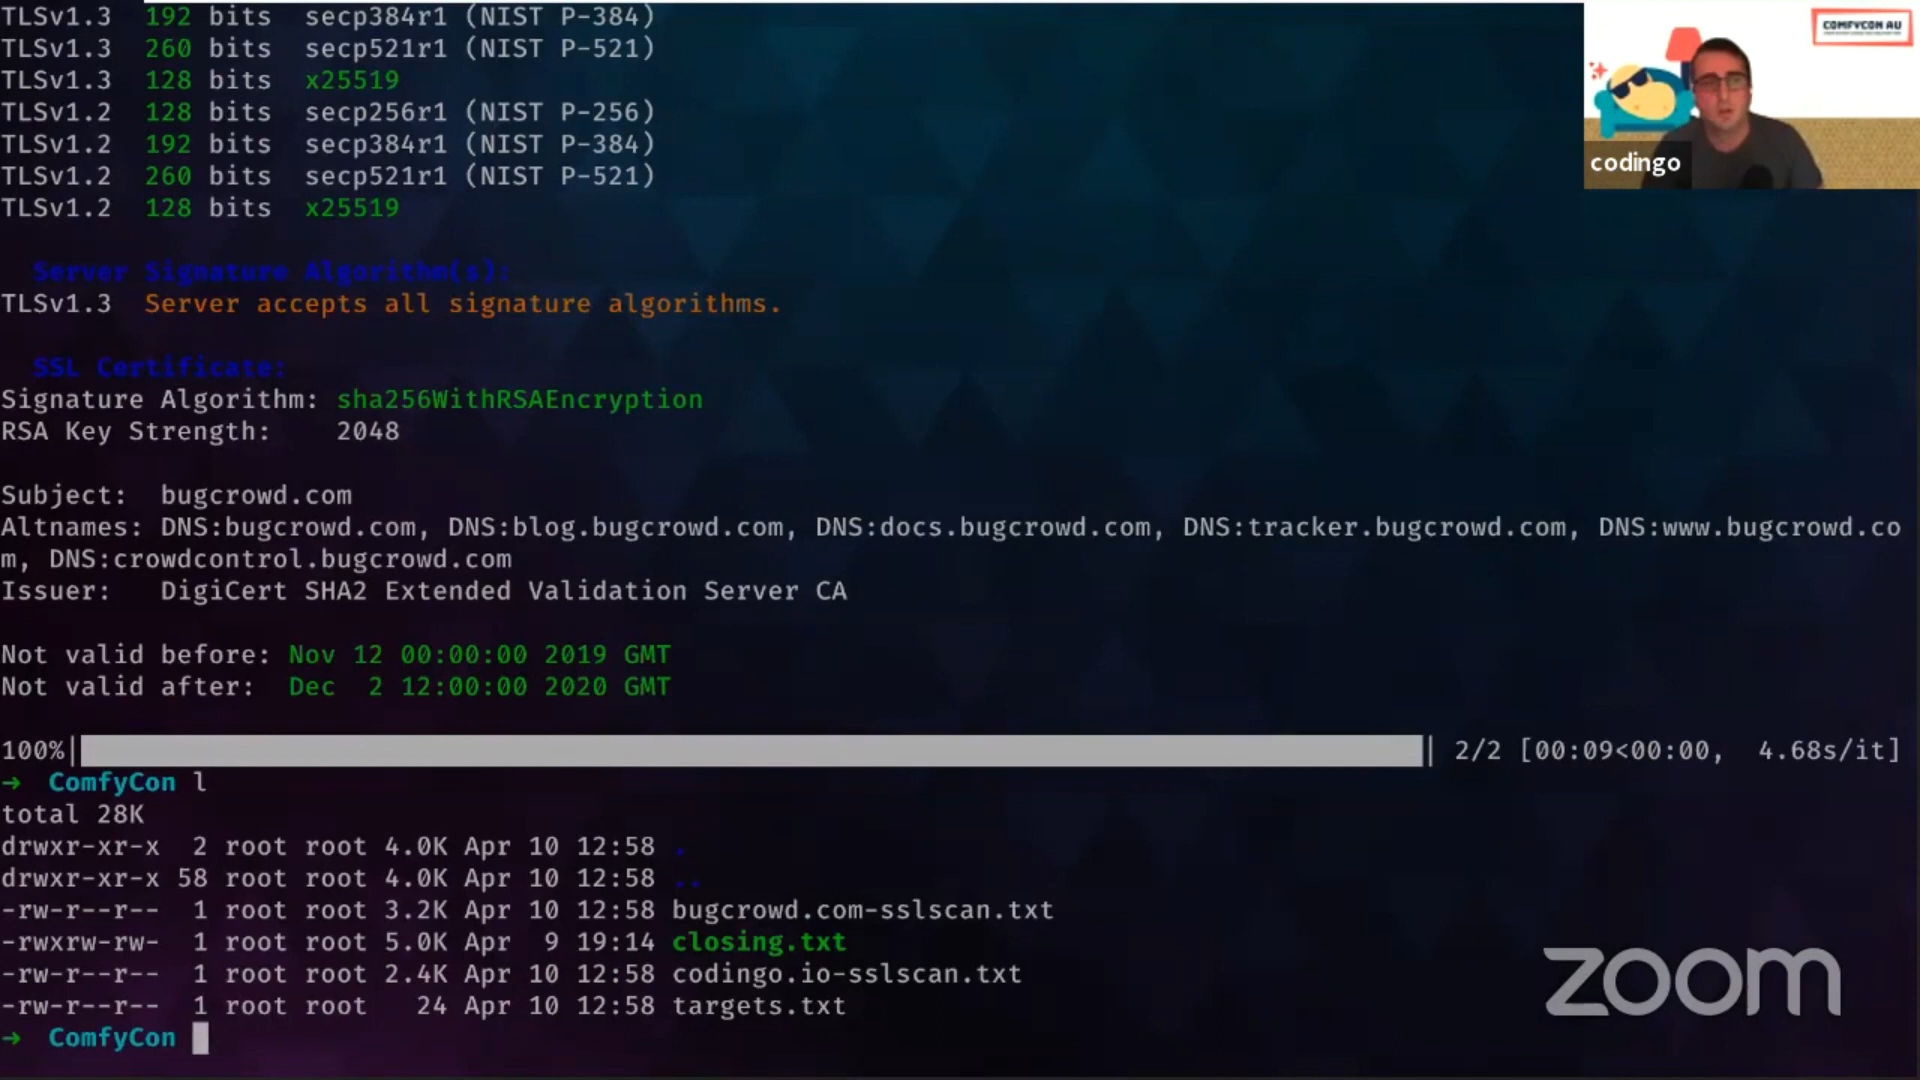 TLSv1.3  192 bits  secp384r1 (NIST P-384)
TLSv1.3  260 bits  secp521r1 (NIST P-521)
TLSv1.3  128 bits  x25519
TLSv1.2  128 bits  secp256r1 (NIST P-256)
TLSv1.2  192 bits  secp384r1 (NIST P-384)
TLSv1.2  260 bits  secp521r1 (NIST P-521)
TLSv1.2  128 bits  x25519
COMFYCON AU
codingo
Server Signature Algorithm(s):
TLSv1.3  Server accepts all signature algorithms.
SSL Certificate:
Signature Algorithm: sha256WithRSAEncryption
RSA Key Strength:    2048
Subject:  bugcrowd.com
Altnames: DNS:bugcrowd.com, DNS:blog.bugcrowd.com, DNS:docs.bugcrowd.com, DNS:tracker.bugcrowd.com, DNS:www.bugcrowd.co
m, DNS:crowdcontrol.bugcrowd.com
Issuer:   DigiCert SHA2 Extended Validation Server CA
Not valid before: Nov 12 00:00:00 2019 GMT
Not valid after:  Dec  2 12:00:00 2020 GMT
100%| | 2/2 [00:09<00:00,  4.68s/it]
→  ComfyCon l
total 28K
drwxr-xr-x  2 root root 4.0K Apr 10 12:58 .
drwxr-xr-x 58 root root 4.0K Apr 10 12:58 ..
-rw-r--r--  1 root root 3.2K Apr 10 12:58 bugcrowd.com-sslscan.txt
-rwxrw-rw-  1 root root 5.0K Apr  9 19:14 closing.txt
-rw-r--r--  1 root root 2.4K Apr 10 12:58 codingo.io-sslscan.txt
-rw-r--r--  1 root root   24 Apr 10 12:58 targets.txt
→  ComfyCon
zoom